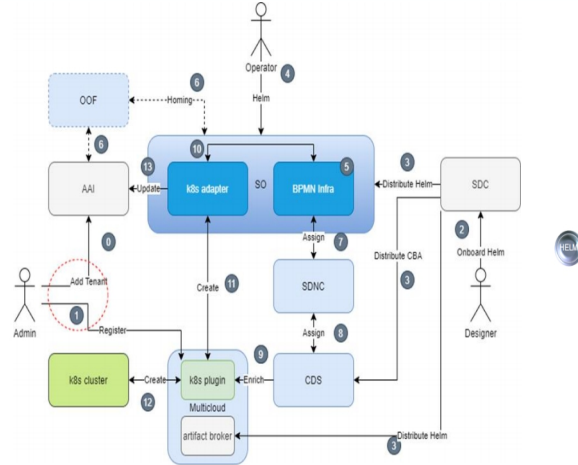 Operator
4
Helm
OOF
6
Homing
6
10
SO
5
k8s adapter
BPMN Infra
13
Update
AAI
3
Distribute Helm
SDC
2
Onboard Helm
Designer
HELM
0
Add Tenant
Admin
1
Register
Assign
7
SDNC
Distribute CBA
3
Create
11
Assign
8
9
k8s cluster
Create
12
k8s plugin
Enrich
CDS
Multicloud
artifact broker
3
Distribute Helm